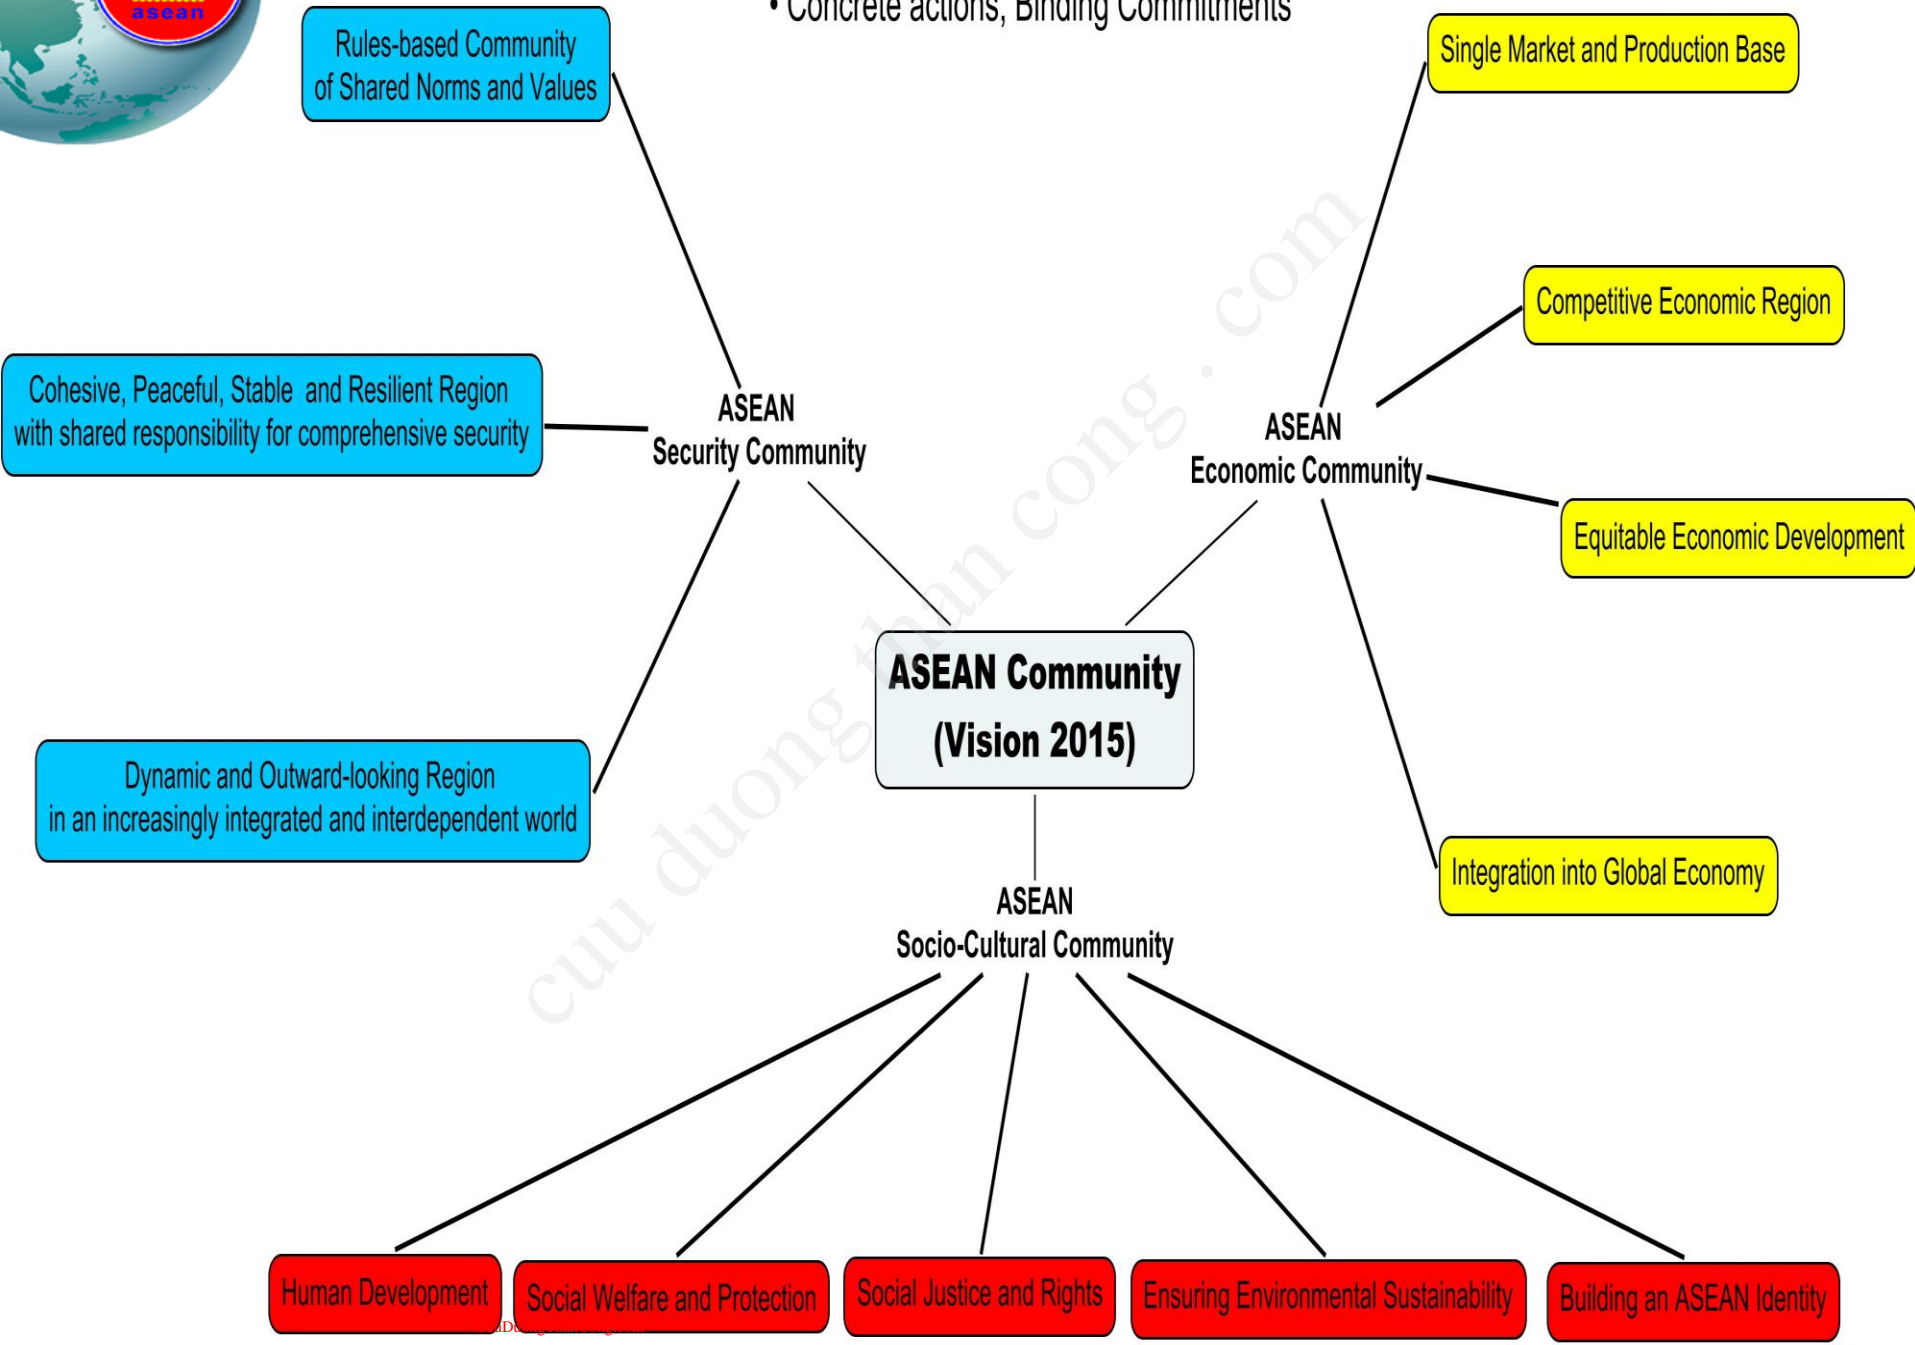 asean
• Concrete actions, Binding Commitments
Rules-based Community
of Shared Norms and Values
Single Market and Production Base
Competitive Economic Region
Cohesive, Peaceful, Stable and Resilient Region
with shared responsibility for comprehensive security
ASEAN
Security Community
ASEAN
Economic Community
Equitable Economic Development
ASEAN Community
(Vision 2015)
Dynamic and Outward-looking Region
in an increasingly integrated and interdependent world
Integration into Global Economy
ASEAN
Socio-Cultural Community
Human Development
Social Welfare and Protection
Social Justice and Rights
Ensuring Environmental Sustainability
Building an ASEAN Identity
cuu duong than cong . com